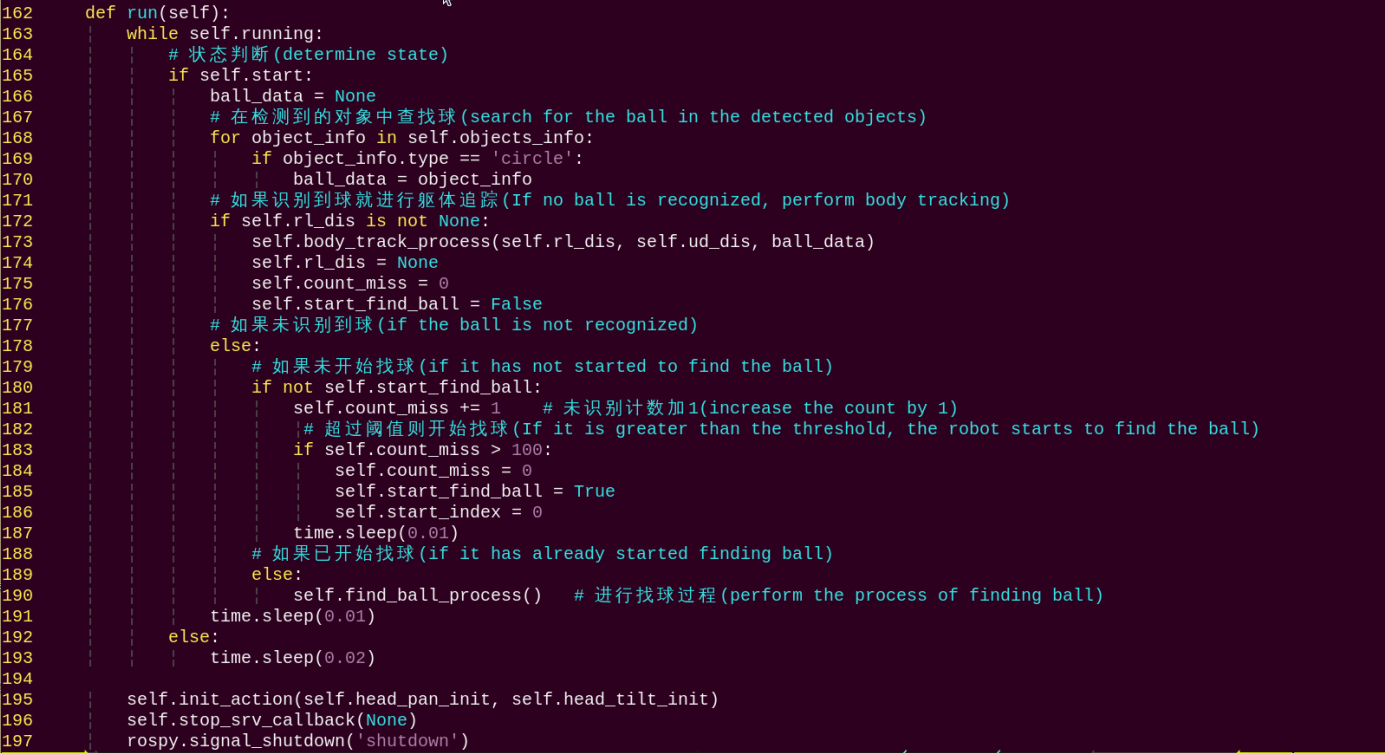 162     def run(self):
163         while self.running:
164             # 状态判断(determine state)
165             if self.start:
166                 ball_data = None
167                 # 在检测到的对象中查找球(search for the ball in the detected objects)
168                 for object_info in self.objects_info:
169                     if object_info.type == 'circle':
170                         ball_data = object_info
171                 # 如果识别到球就进行躯体追踪(If no ball is recognized, perform body tracking)
172                 if self.rl_dis is not None:
173                     self.body_track_process(self.rl_dis, self.ud_dis, ball_data)
174                     self.rl_dis = None
175                     self.count_miss = 0
176                     self.start_find_ball = False
177                 # 如果未识别到球(if the ball is not recognized)
178                 else:
179                     # 如果未开始找球(if it has not started to find the ball)
180                     if not self.start_find_ball:
181                         self.count_miss += 1    # 未识别计数加1(increase the count by 1)
182                          # 超过阈值则开始找球(If it is greater than the threshold, the robot starts to find the ball)
183                         if self.count_miss > 100:
184                             self.count_miss = 0
185                             self.start_find_ball = True
186                             self.start_index = 0
187                         time.sleep(0.01)
188                     # 如果已开始找球(if it has already started finding ball)
189                     else:
190                         self.find_ball_process()   # 进行找球过程(perform the process of finding ball)
191                 time.sleep(0.01)
192             else:
193                 time.sleep(0.02)
194
195         self.init_action(self.head_pan_init, self.head_tilt_init)
196         self.stop_srv_callback(None)
197         rospy.signal_shutdown('shutdown')